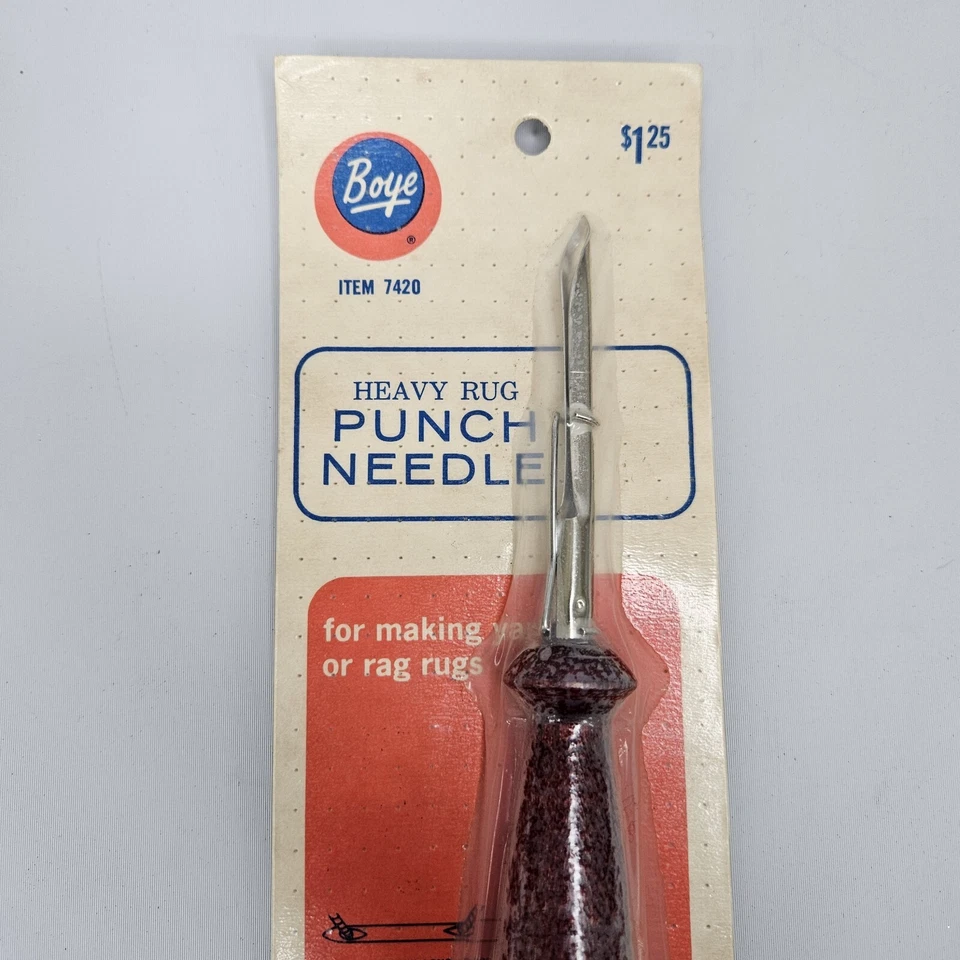 $1 25
Boye
®
ITEM 7420
HEAVY RUG
PUNCH
NEEDLE
for making
or rag rugs